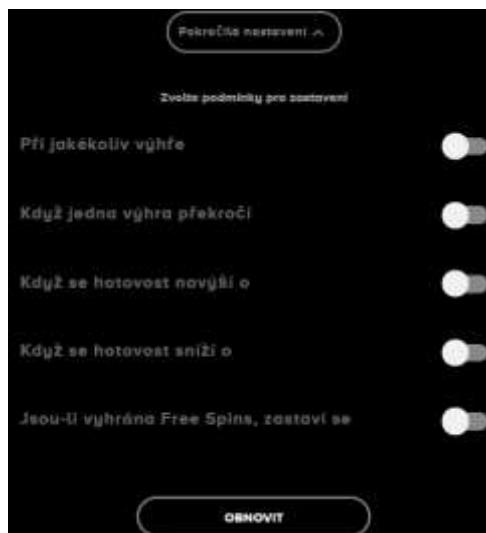 Pokročilá nastavení
Zvolte podmínky pro zastavení
Při jakékoliv výhře
Když jedna výhra překročí
Když se hotovost navýší o
Když se hotovost sníží o
Jsou-li vyhrána Free Spins, zastaví se
OBNOVIT